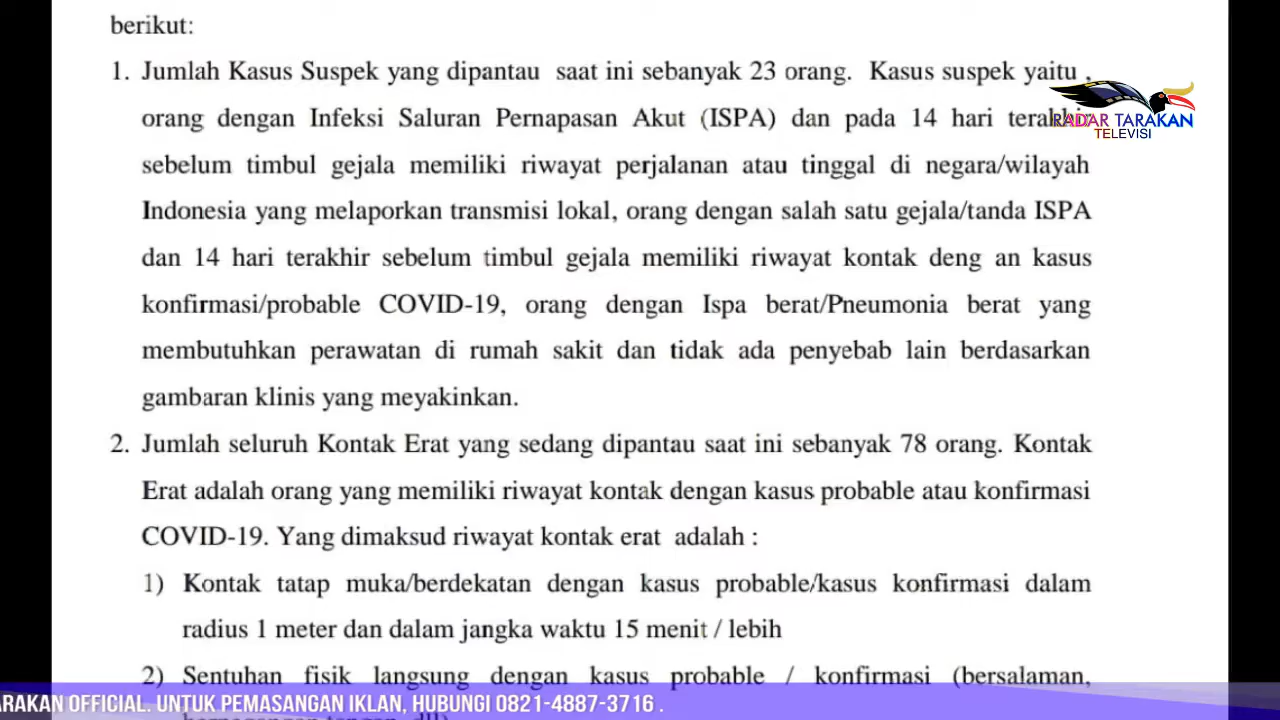 berikut:
1. Jumlah Kasus Suspek yang dipantau saat ini sebanyak 23 orang. Kasus suspek yaitu ,
orang dengan Infeksi Saluran Pernapasan Akut (ISPA) dan pada 14 hari terakhir
RADAR TARAKAN
TELEVISI
sebelum timbul gejala memiliki riwayat perjalanan atau tinggal di negara/wilayah
Indonesia yang melaporkan transmisi lokal, orang dengan salah satu gejala/tanda ISPA
dan 14 hari terakhir sebelum timbul gejala memiliki riwayat kontak deng an kasus
konfirmasi/probable COVID-19, orang dengan Ispa berat/Pneumonia berat yang
membutuhkan perawatan di rumah sakit dan tidak ada penyebab lain berdasarkan
gambaran klinis yang meyakinkan.
2. Jumlah seluruh Kontak Erat yang sedang dipantau saat ini sebanyak 78 orang. Kontak
Erat adalah orang yang memiliki riwayat kontak dengan kasus probable atau konfirmasi
COVID-19. Yang dimaksud riwayat kontak erat adalah :
1) Kontak tatap muka/berdekatan dengan kasus probable/kasus konfirmasi dalam
radius 1 meter dan dalam jangka waktu 15 menit / lebih
2) Sentuhan fisik langsung dengan kasus probable / konfirmasi (bersalaman,
ARAKAN OFFICIAL. UNTUK PEMASANGAN IKLAN, HUBUNGI 0821-4887-3716 .